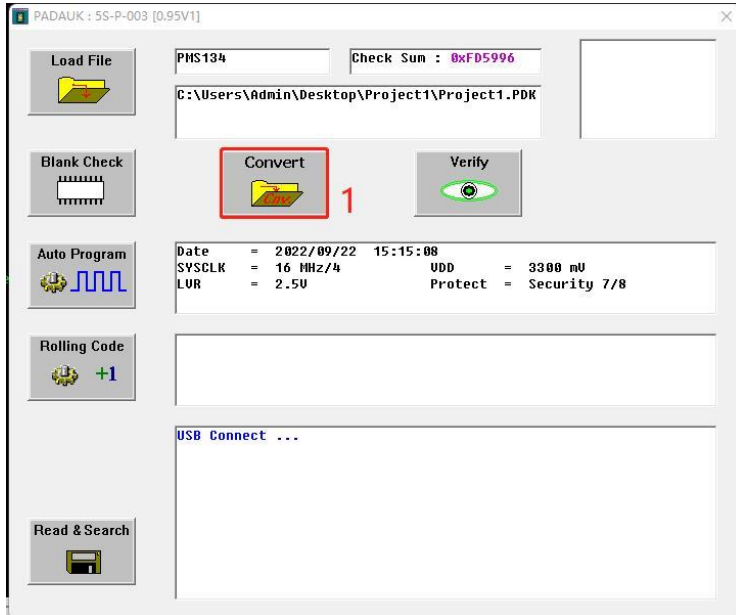 PADAUK : 5S-P-003 [0.95V1]
Load File
PMS134
Check Sum : 0xFD5996
C:\Users\Admin\Desktop\Project1\Project1.PDK
Blank Check
Convert
Cnv.
1
Verify
Auto Program
Date = 2022/09/22 15:15:08
SYSCLK = 16 MHz/4 VDD = 3300 mV
LVR = 2.5V Protect = Security 7/8
Rolling Code
+1
USB Connect ...
Read & Search